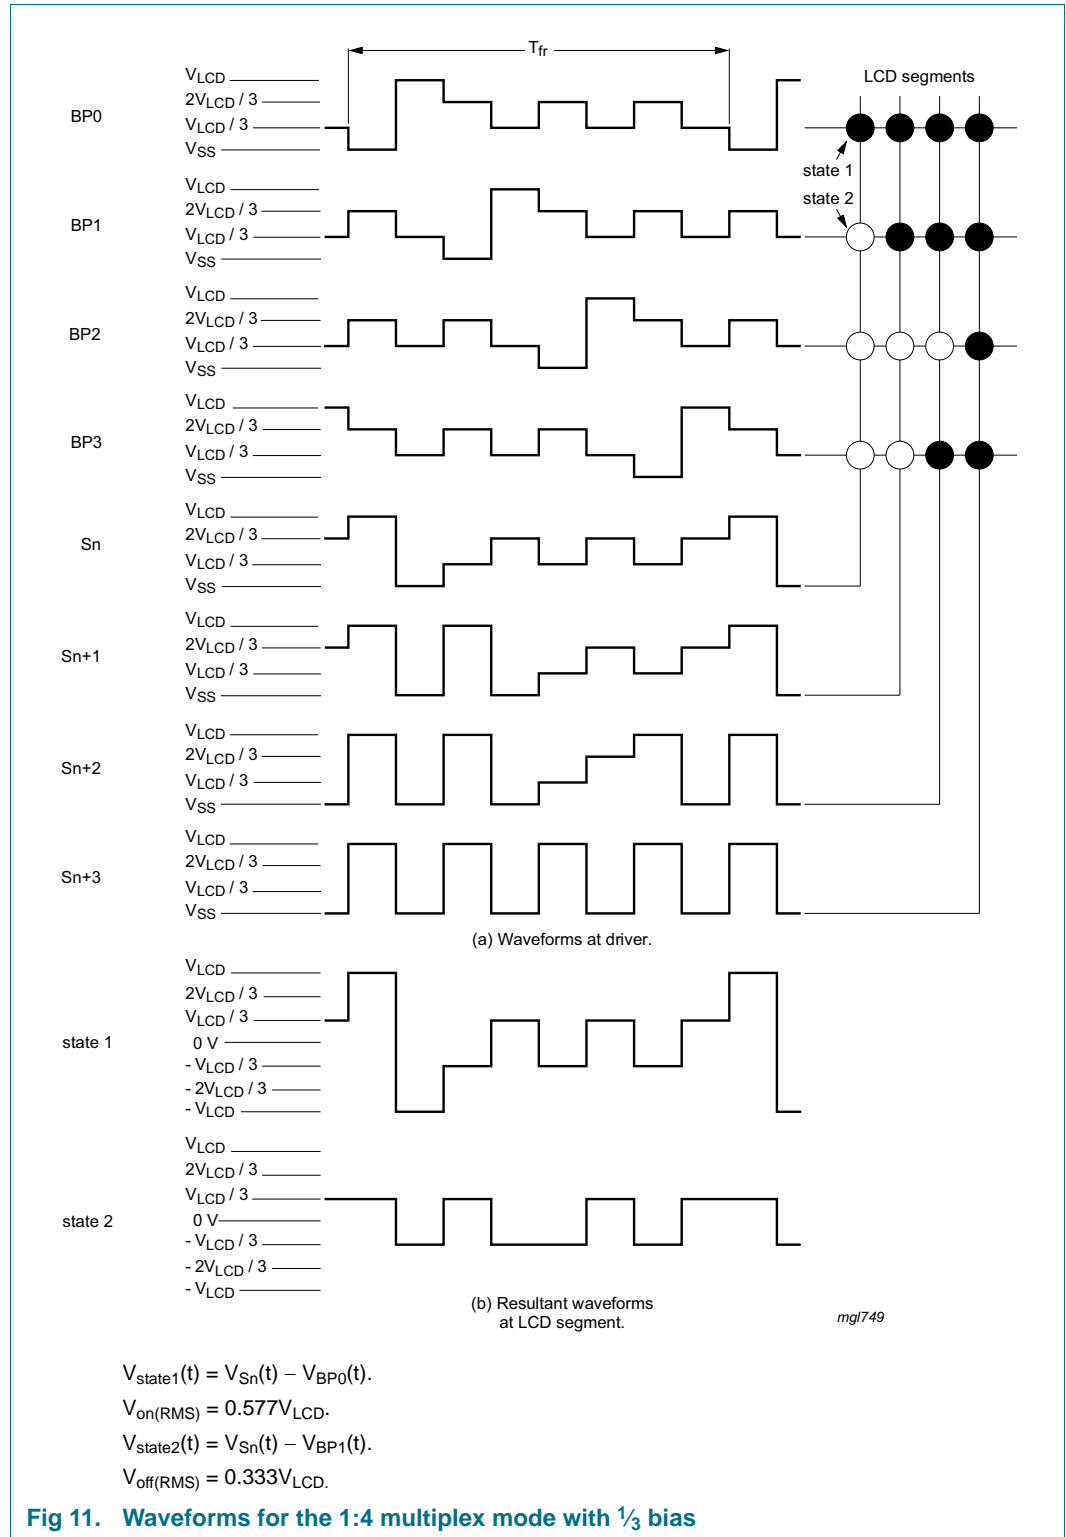 Tfr
BP0
VLCD
2VLCD / 3
VLCD / 3
VSS
LCD segments
state 1
state 2
BP1
VLCD
2VLCD / 3
VLCD / 3
VSS
BP2
VLCD
2VLCD / 3
VLCD / 3
VSS
BP3
VLCD
2VLCD / 3
VLCD / 3
VSS
Sn
VLCD
2VLCD / 3
VLCD / 3
VSS
Sn+1
VLCD
2VLCD / 3
VLCD / 3
VSS
Sn+2
VLCD
2VLCD / 3
VLCD / 3
VSS
Sn+3
VLCD
2VLCD / 3
VLCD / 3
VSS
(a) Waveforms at driver.
state 1
VLCD
2VLCD / 3
VLCD / 3
0 V
- VLCD / 3
- 2VLCD / 3
- VLCD
state 2
VLCD
2VLCD / 3
VLCD / 3
0 V
- VLCD / 3
- 2VLCD / 3
- VLCD
(b) Resultant waveforms
at LCD segment.
mgl749
Vstate1(t) = VSn(t) − VBP0(t).
Von(RMS) = 0.577VLCD.
Vstate2(t) = VSn(t) − VBP1(t).
Voff(RMS) = 0.333VLCD.
Fig 11. Waveforms for the 1:4 multiplex mode with 1⁄3 bias